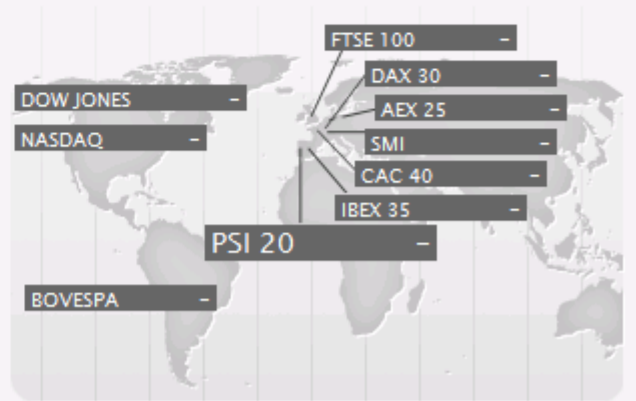 FTSE 100 –
DAX 30 –
DOW JONES –
AEX 25 –
NASDAQ –
SMI –
CAC 40 –
IBEX 35 –
PSI 20 –
BOVESPA –